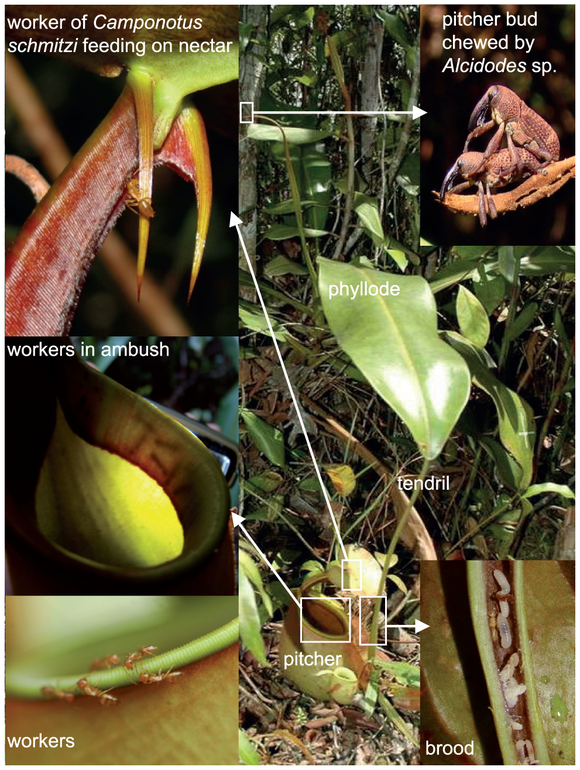 worker of Camponotus
schmitzi feeding on nectar
pitcher bud
chewed by
Alcidodes sp.
phyllode
workers in ambush
tendril
pitcher
workers
brood